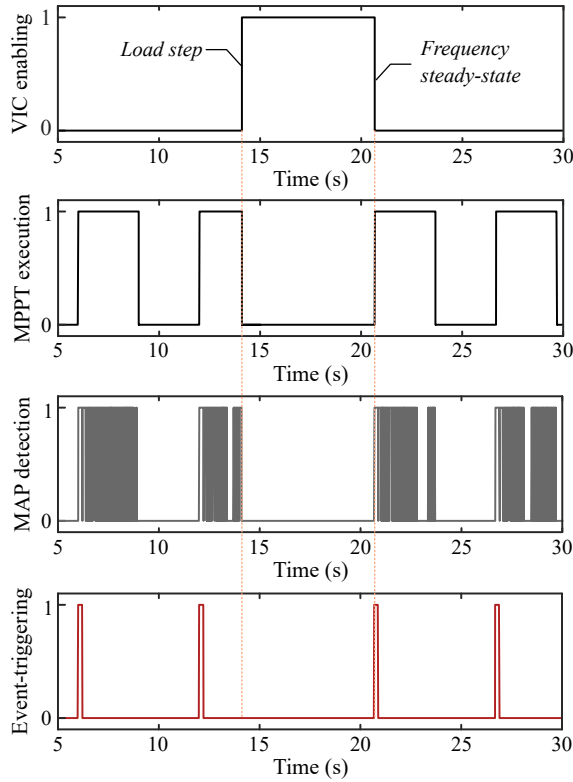 VIC enabling
1
0
Load step
Frequency
steady-state
5 10 15 20 25 30
Time (s)
MPPT execution
1
0
5 10 15 20 25 30
Time (s)
MAP detection
1
0
5 10 15 20 25 30
Time (s)
Event-triggering
1
0
5 10 15 20 25 30
Time (s)